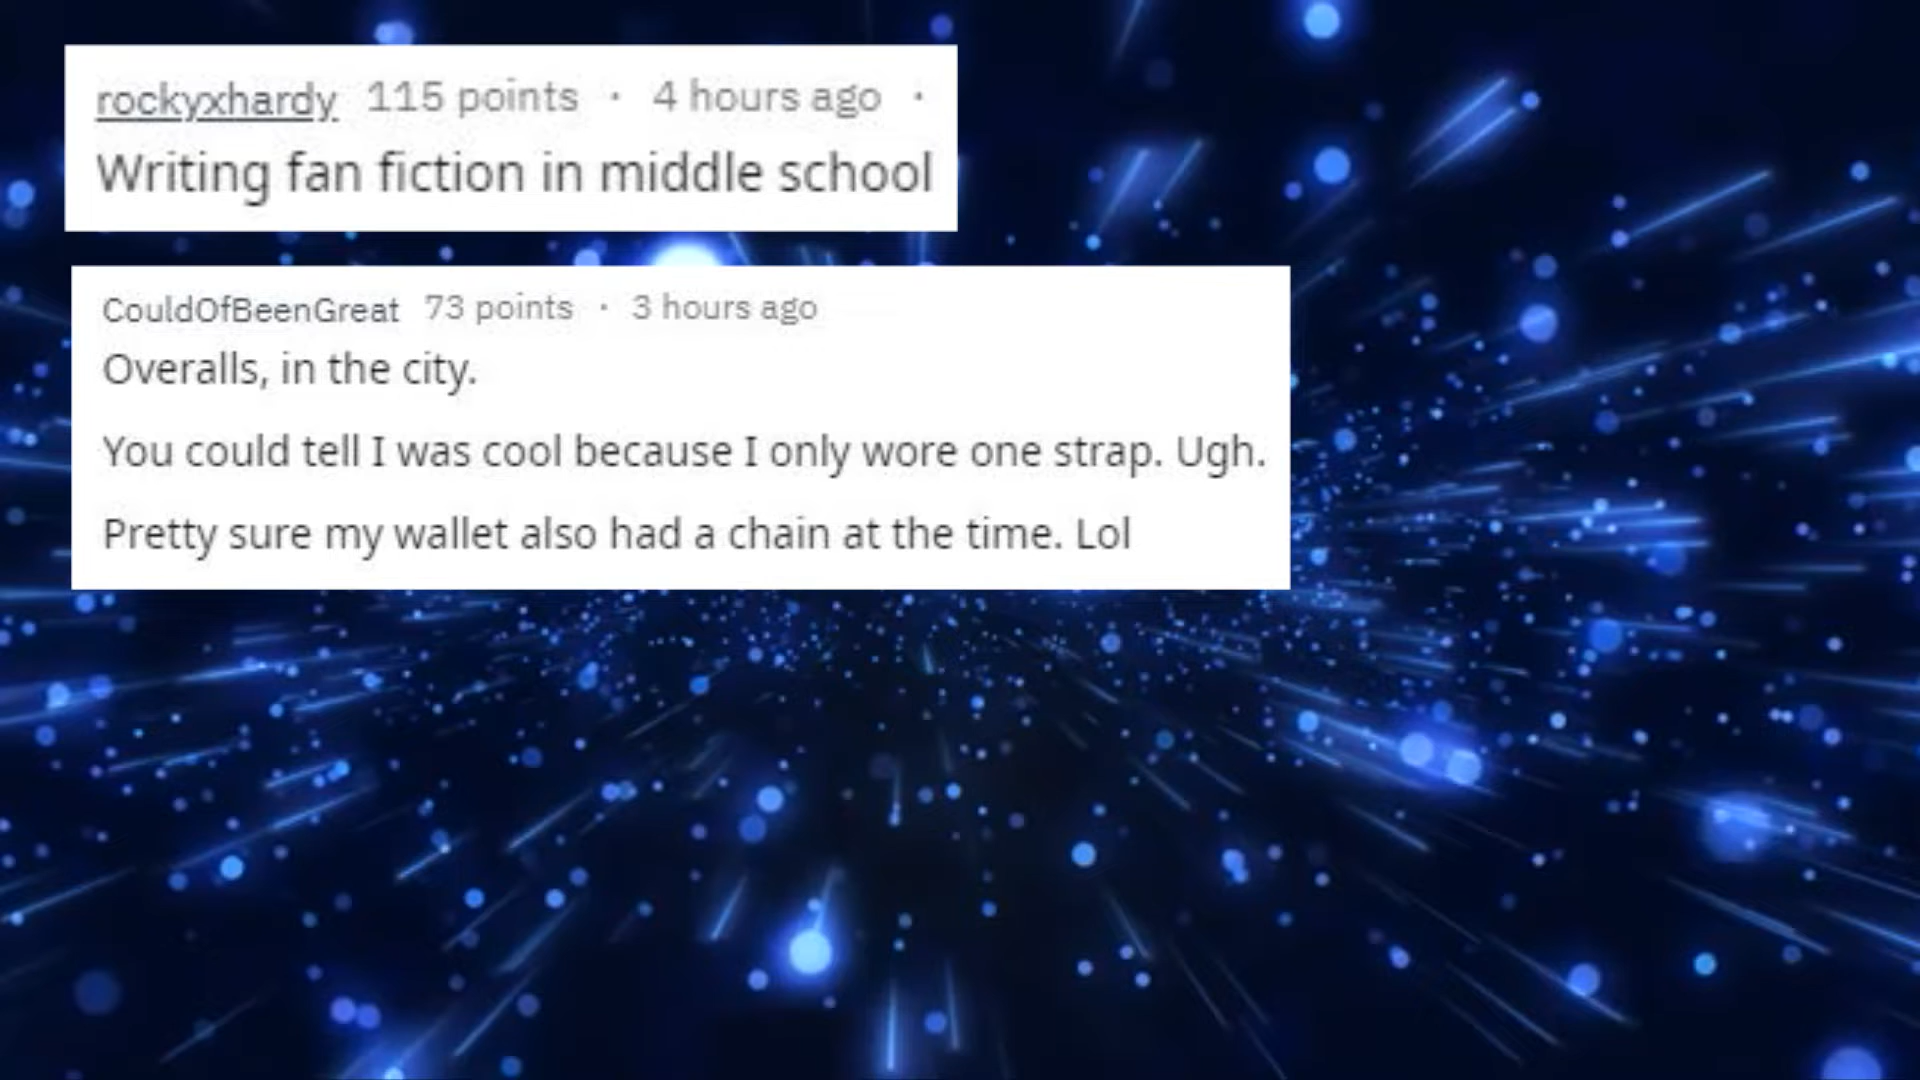 rockyxhardy 115 points · 4 hours ago ·
Writing fan fiction in middle school
CouldOfBeenGreat 73 points · 3 hours ago
Overalls, in the city.
You could tell I was cool because I only wore one strap. Ugh.
Pretty sure my wallet also had a chain at the time. Lol